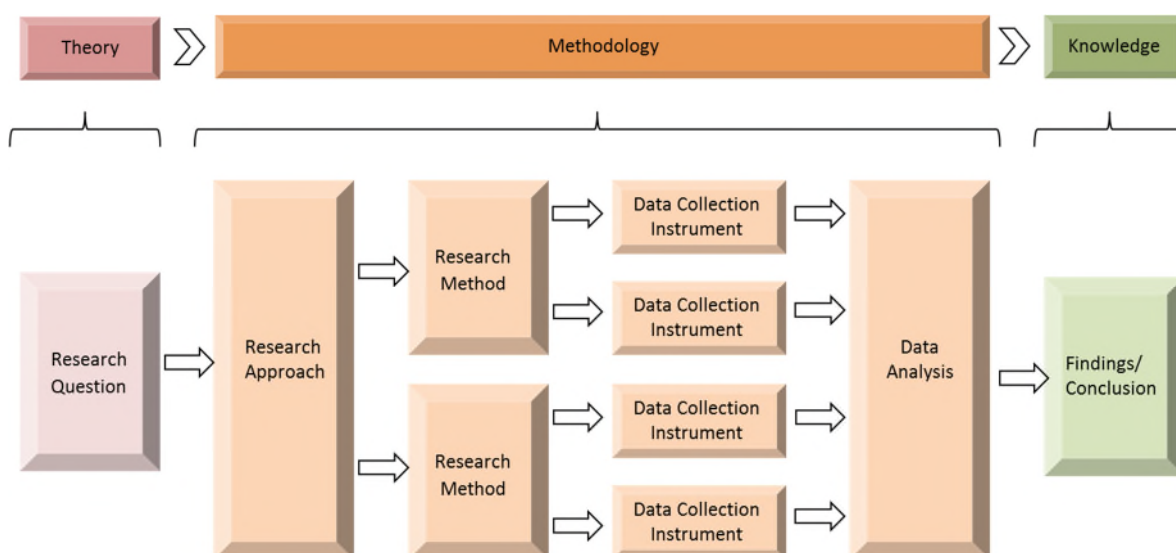 Theory
Methodology
Knowledge
Research
Question
Research
Approach
Research
Method
Research
Method
Data Collection
Instrument
Data Collection
Instrument
Data Collection
Instrument
Data Collection
Instrument
Data
Analysis
Findings/
Conclusion